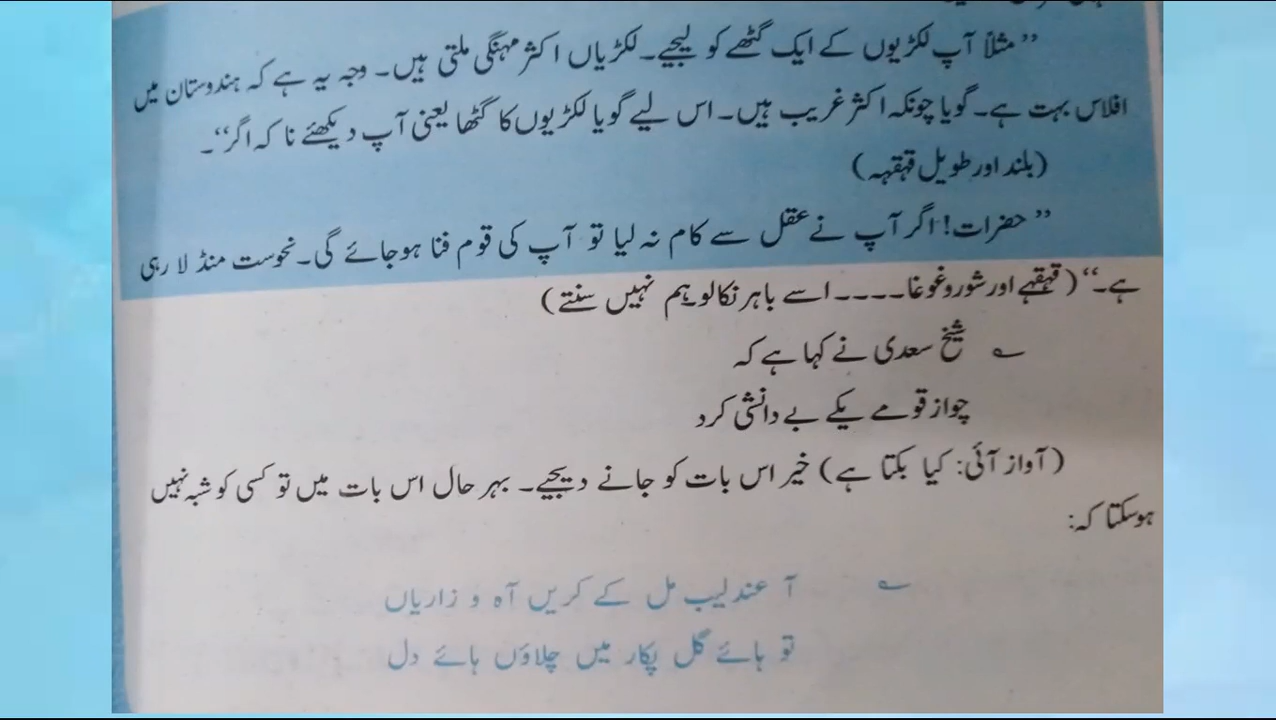 ”مثلاً آپ لکڑیوں کے ایک گٹھے کو لیجیے۔ لکڑیاں اکثر مہنگی ملتی ہیں۔ وجہ یہ ہے کہ ہندوستان میں
افلاس بہت ہے۔ گویا چونکہ اکثر غریب ہیں۔ اس لیے گویا لکڑیوں کا گٹھا یعنی آپ دیکھئے نا کہ اگر“۔
(بلند اور طویل قہقہہ)
”حضرات! اگر آپ نے عقل سے کام نہ لیا تو آپ کی قوم فنا ہوجائے گی۔ نحوست منڈلا رہی
ہے۔“ (قہقہے اور شوروغوغا۔۔۔۔ اسے باہر نکالو ہم نہیں سنتے)
؎ شیخ سعدی نے کہا ہے کہ
چواز قومے یکے بے دانشی کرد
(آواز آئی: کیا بکتا ہے) خیر اس بات کو جانے دیجیے۔ بہر حال اس بات میں تو کسی کو شبہ نہیں
ہوسکتا کہ:
؎ آ عندلیب مل کے کریں آہ و زاریاں
تو ہائے گل پکار میں چلاؤں ہائے دل